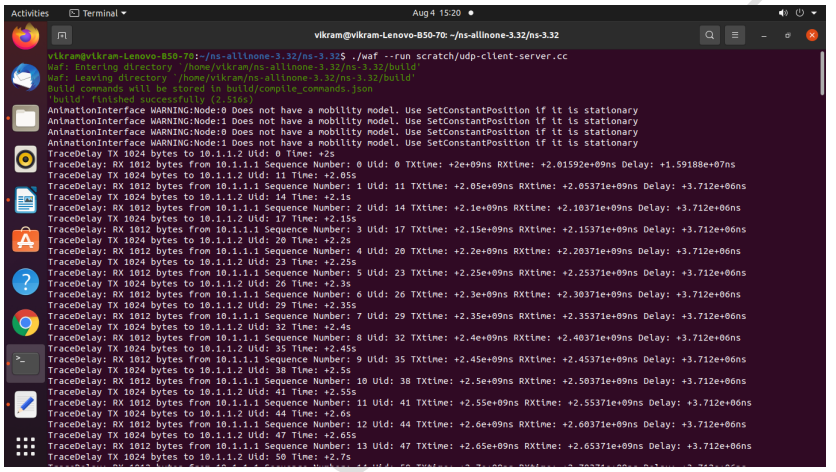 Activities
Terminal
Aug 4 15:20
vikram@vikram-Lenovo-B50-70: ~/ns-allinone-3.32/ns-3.32
vikram@vikram-Lenovo-B50-70:~/ns-allinone-3.32/ns-3.32$ ./waf --run scratch/udp-client-server.cc
Waf: Entering directory `/home/vikram/ns-allinone-3.32/ns-3.32/build'
Waf: Leaving directory `/home/vikram/ns-allinone-3.32/ns-3.32/build'
Build commands will be stored in build/compile_commands.json
'build' finished successfully (2.516s)
AnimationInterface WARNING:Node:0 Does not have a mobility model. Use SetConstantPosition if it is stationary
AnimationInterface WARNING:Node:1 Does not have a mobility model. Use SetConstantPosition if it is stationary
AnimationInterface WARNING:Node:0 Does not have a mobility model. Use SetConstantPosition if it is stationary
AnimationInterface WARNING:Node:1 Does not have a mobility model. Use SetConstantPosition if it is stationary
TraceDelay TX 1024 bytes to 10.1.1.2 Uid: 0 Time: +2s
TraceDelay: RX 1012 bytes from 10.1.1.1 Sequence Number: 0 Uid: 0 TXtime: +2e+09ns RXtime: +2.01592e+09ns Delay: +1.59188e+07ns
TraceDelay TX 1024 bytes to 10.1.1.2 Uid: 11 Time: +2.05s
TraceDelay: RX 1012 bytes from 10.1.1.1 Sequence Number: 1 Uid: 11 TXtime: +2.05e+09ns RXtime: +2.05371e+09ns Delay: +3.712e+06ns
TraceDelay TX 1024 bytes to 10.1.1.2 Uid: 14 Time: +2.1s
TraceDelay: RX 1012 bytes from 10.1.1.1 Sequence Number: 2 Uid: 14 TXtime: +2.1e+09ns RXtime: +2.10371e+09ns Delay: +3.712e+06ns
TraceDelay TX 1024 bytes to 10.1.1.2 Uid: 17 Time: +2.15s
TraceDelay: RX 1012 bytes from 10.1.1.1 Sequence Number: 3 Uid: 17 TXtime: +2.15e+09ns RXtime: +2.15371e+09ns Delay: +3.712e+06ns
TraceDelay TX 1024 bytes to 10.1.1.2 Uid: 20 Time: +2.2s
TraceDelay: RX 1012 bytes from 10.1.1.1 Sequence Number: 4 Uid: 20 TXtime: +2.2e+09ns RXtime: +2.20371e+09ns Delay: +3.712e+06ns
TraceDelay TX 1024 bytes to 10.1.1.2 Uid: 23 Time: +2.25s
TraceDelay: RX 1012 bytes from 10.1.1.1 Sequence Number: 5 Uid: 23 TXtime: +2.25e+09ns RXtime: +2.25371e+09ns Delay: +3.712e+06ns
TraceDelay TX 1024 bytes to 10.1.1.2 Uid: 26 Time: +2.3s
TraceDelay: RX 1012 bytes from 10.1.1.1 Sequence Number: 6 Uid: 26 TXtime: +2.3e+09ns RXtime: +2.30371e+09ns Delay: +3.712e+06ns
TraceDelay TX 1024 bytes to 10.1.1.2 Uid: 29 Time: +2.35s
TraceDelay: RX 1012 bytes from 10.1.1.1 Sequence Number: 7 Uid: 29 TXtime: +2.35e+09ns RXtime: +2.35371e+09ns Delay: +3.712e+06ns
TraceDelay TX 1024 bytes to 10.1.1.2 Uid: 32 Time: +2.4s
TraceDelay: RX 1012 bytes from 10.1.1.1 Sequence Number: 8 Uid: 32 TXtime: +2.4e+09ns RXtime: +2.40371e+09ns Delay: +3.712e+06ns
TraceDelay TX 1024 bytes to 10.1.1.2 Uid: 35 Time: +2.45s
TraceDelay: RX 1012 bytes from 10.1.1.1 Sequence Number: 9 Uid: 35 TXtime: +2.45e+09ns RXtime: +2.45371e+09ns Delay: +3.712e+06ns
TraceDelay TX 1024 bytes to 10.1.1.2 Uid: 38 Time: +2.5s
TraceDelay: RX 1012 bytes from 10.1.1.1 Sequence Number: 10 Uid: 38 TXtime: +2.5e+09ns RXtime: +2.50371e+09ns Delay: +3.712e+06ns
TraceDelay TX 1024 bytes to 10.1.1.2 Uid: 41 Time: +2.55s
TraceDelay: RX 1012 bytes from 10.1.1.1 Sequence Number: 11 Uid: 41 TXtime: +2.55e+09ns RXtime: +2.55371e+09ns Delay: +3.712e+06ns
TraceDelay TX 1024 bytes to 10.1.1.2 Uid: 44 Time: +2.6s
TraceDelay: RX 1012 bytes from 10.1.1.1 Sequence Number: 12 Uid: 44 TXtime: +2.6e+09ns RXtime: +2.60371e+09ns Delay: +3.712e+06ns
TraceDelay TX 1024 bytes to 10.1.1.2 Uid: 47 Time: +2.65s
TraceDelay: RX 1012 bytes from 10.1.1.1 Sequence Number: 13 Uid: 47 TXtime: +2.65e+09ns RXtime: +2.65371e+09ns Delay: +3.712e+06ns
TraceDelay TX 1024 bytes to 10.1.1.2 Uid: 50 Time: +2.7s